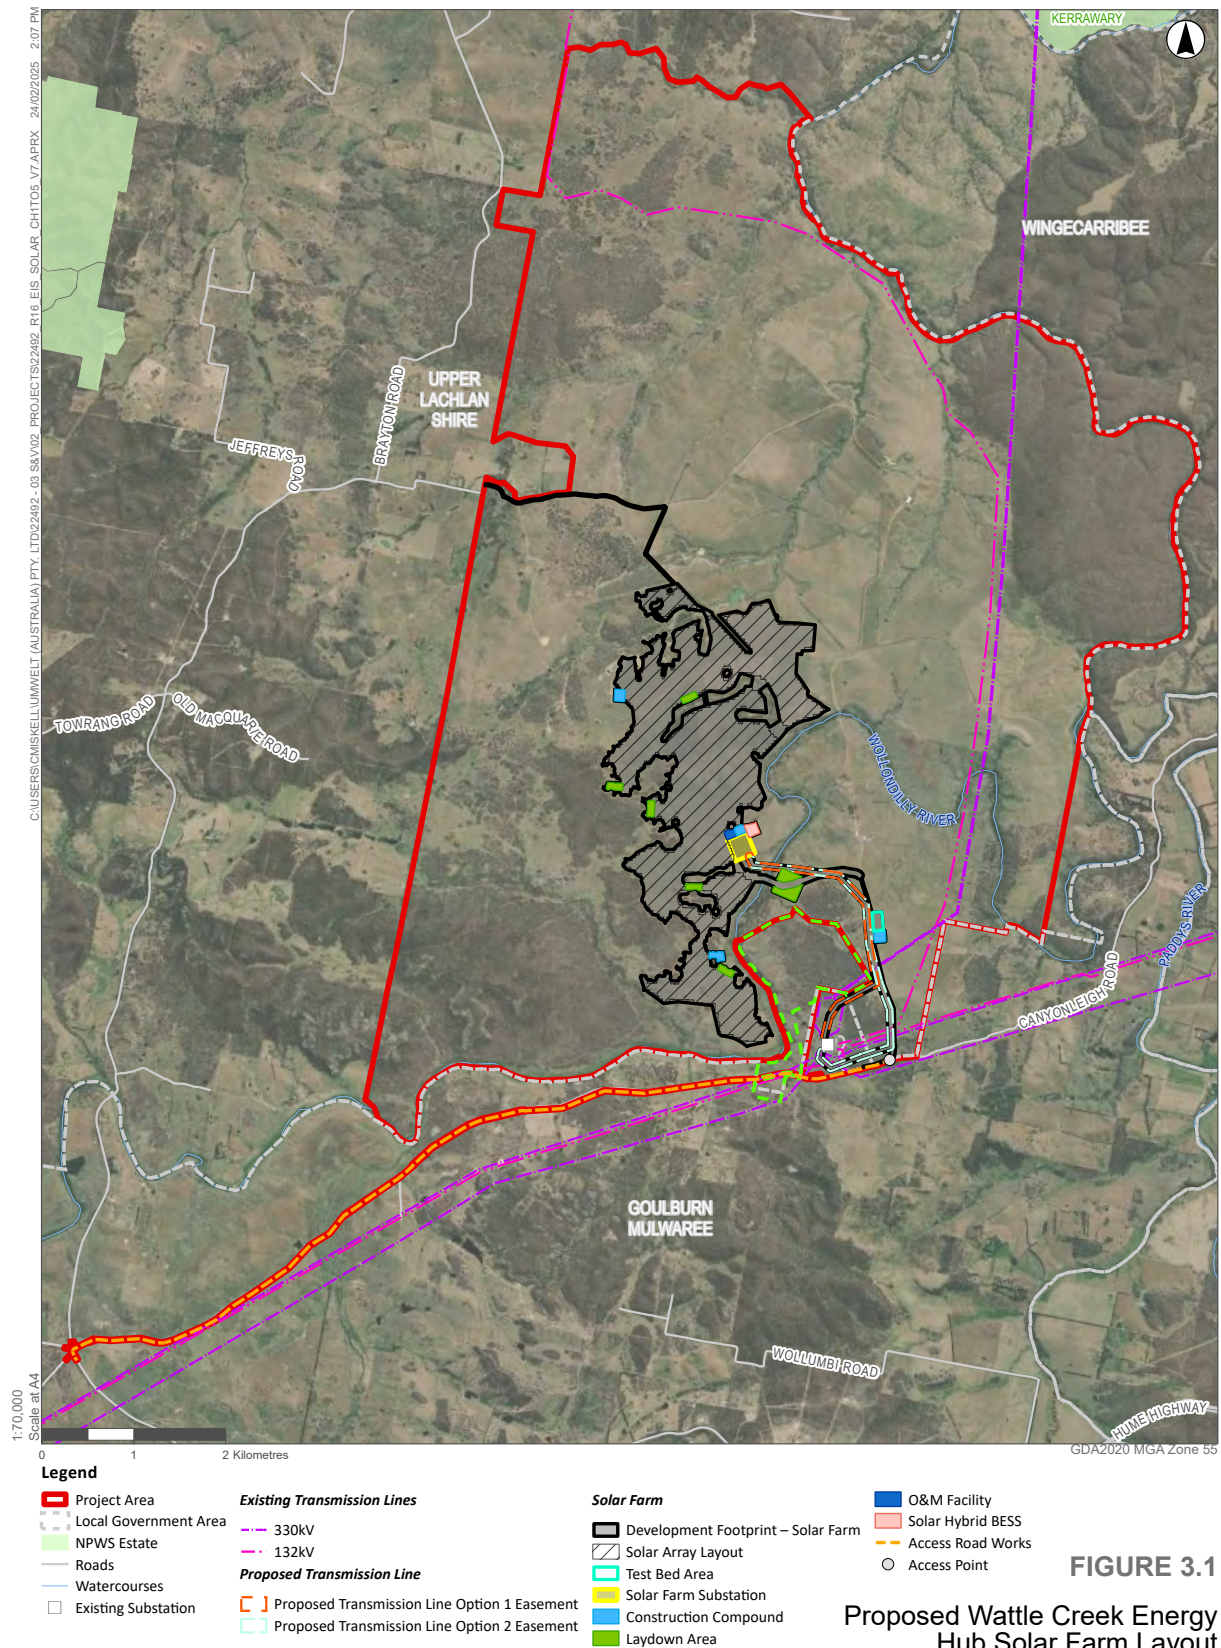 C:\USERS\CMISKELL\UMWELT (AUSTRALIA) PTY. LTD\22492 - 03 S&V\02 PROJECTS\22492_R16_EIS_SOLAR_CH1TO5_V7.APRX 24/02/2025 2:07 PM
KERRAWARY
WINGECARRIBEE
UPPER
LACHLAN
SHIRE
BRAYTON ROAD
JEFFREYS
ROAD
TOWRANG ROAD
OLD MACQUARVE ROAD
WOLLONDILLY RIVER
PADDYS RIVER
CANYONLEIGH ROAD
GOULBURN
MULWAREE
WOLLUMBI ROAD
HUME HIGHWAY
1:70,000
Scale at A4
0 1 2 Kilometres
GDA2020 MGA Zone 55
Legend
Project Area
Local Government Area
NPWS Estate
Roads
Watercourses
Existing Substation
Existing Transmission Lines
330kV
132kV
Proposed Transmission Line
Proposed Transmission Line Option 1 Easement
Proposed Transmission Line Option 2 Easement
Solar Farm
Development Footprint – Solar Farm
Solar Array Layout
Test Bed Area
Solar Farm Substation
Construction Compound
Laydown Area
O&M Facility
Solar Hybrid BESS
Access Road Works
Access Point
FIGURE 3.1
Proposed Wattle Creek Energy
Hub Solar Farm Layout